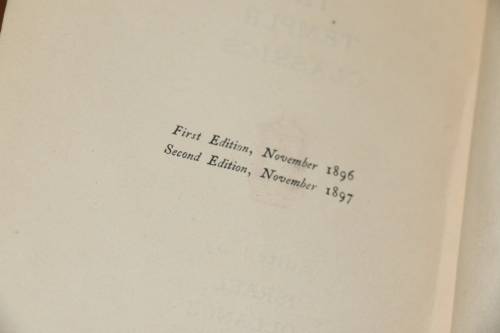 First Edition, November 1896
Second Edition, November 1897